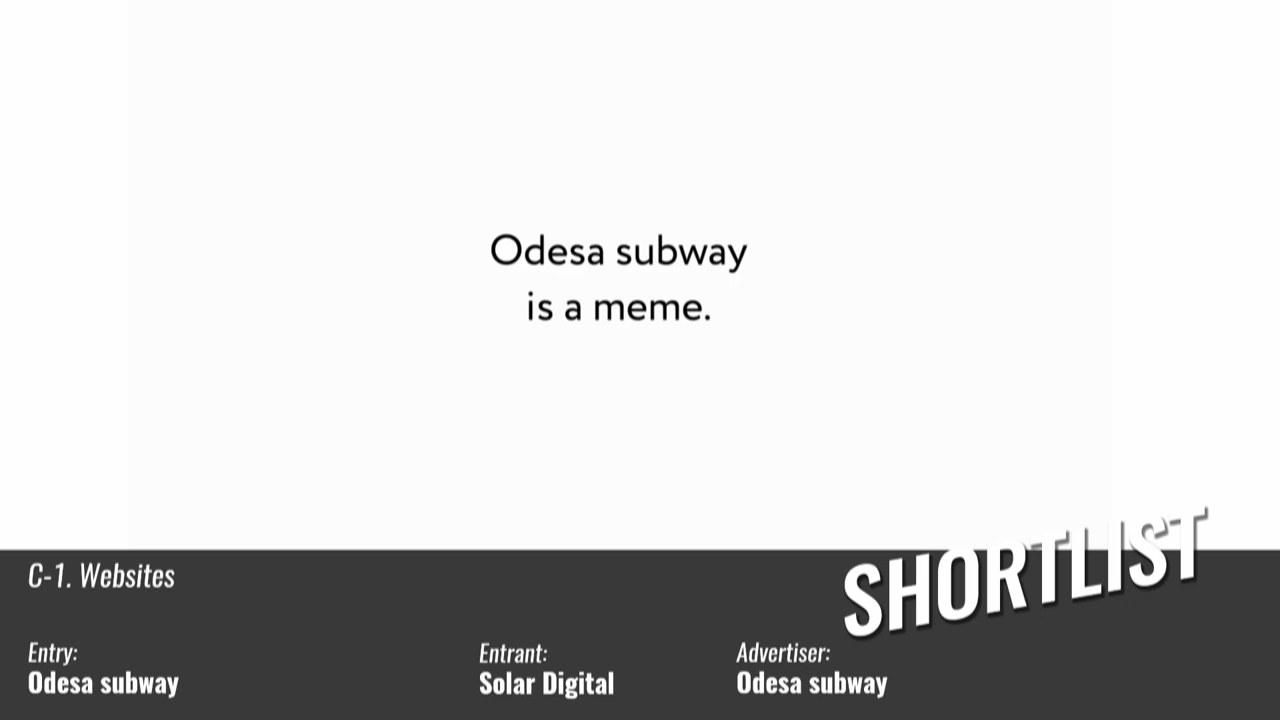 Odesa subway
is a meme.
SHORTLIST
C-1. Websites
Entry:
Odesa subway
Entrant:
Solar Digital
Advertiser:
Odesa subway